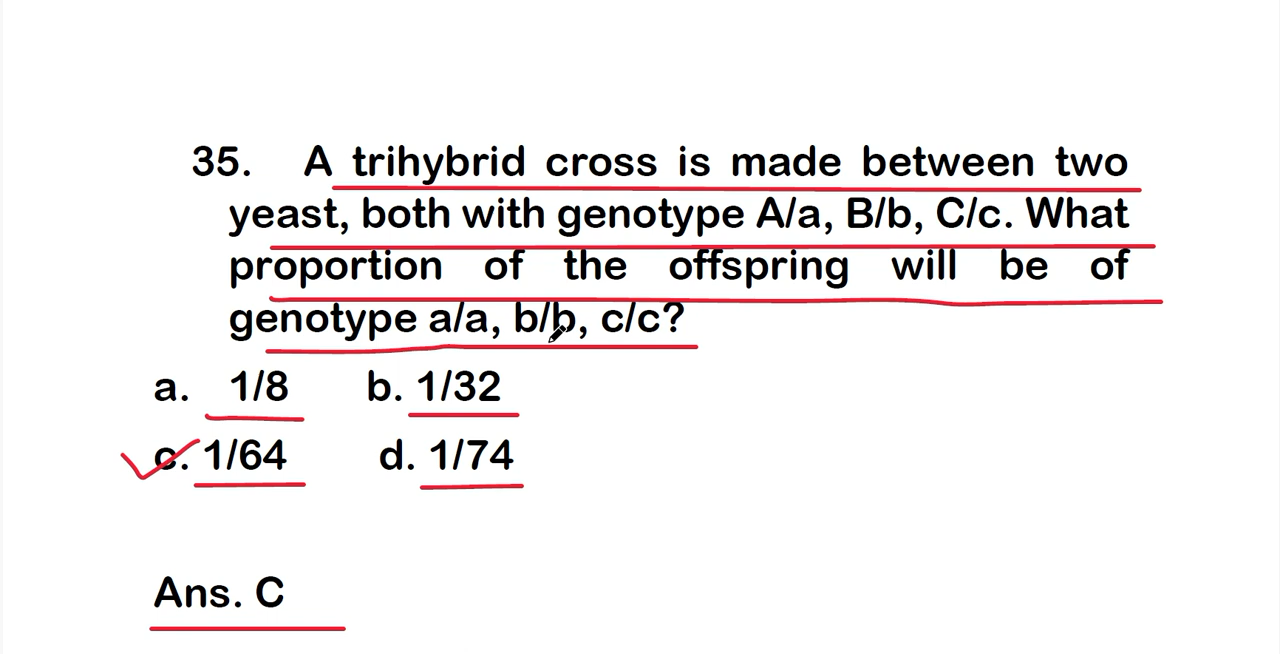 35. A trihybrid cross is made between two
yeast, both with genotype A/a, B/b, C/c. What
proportion of the offspring will be of
genotype a/a, b/b, c/c?
a. 1/8 b. 1/32
c. 1/64 d. 1/74
Ans. C